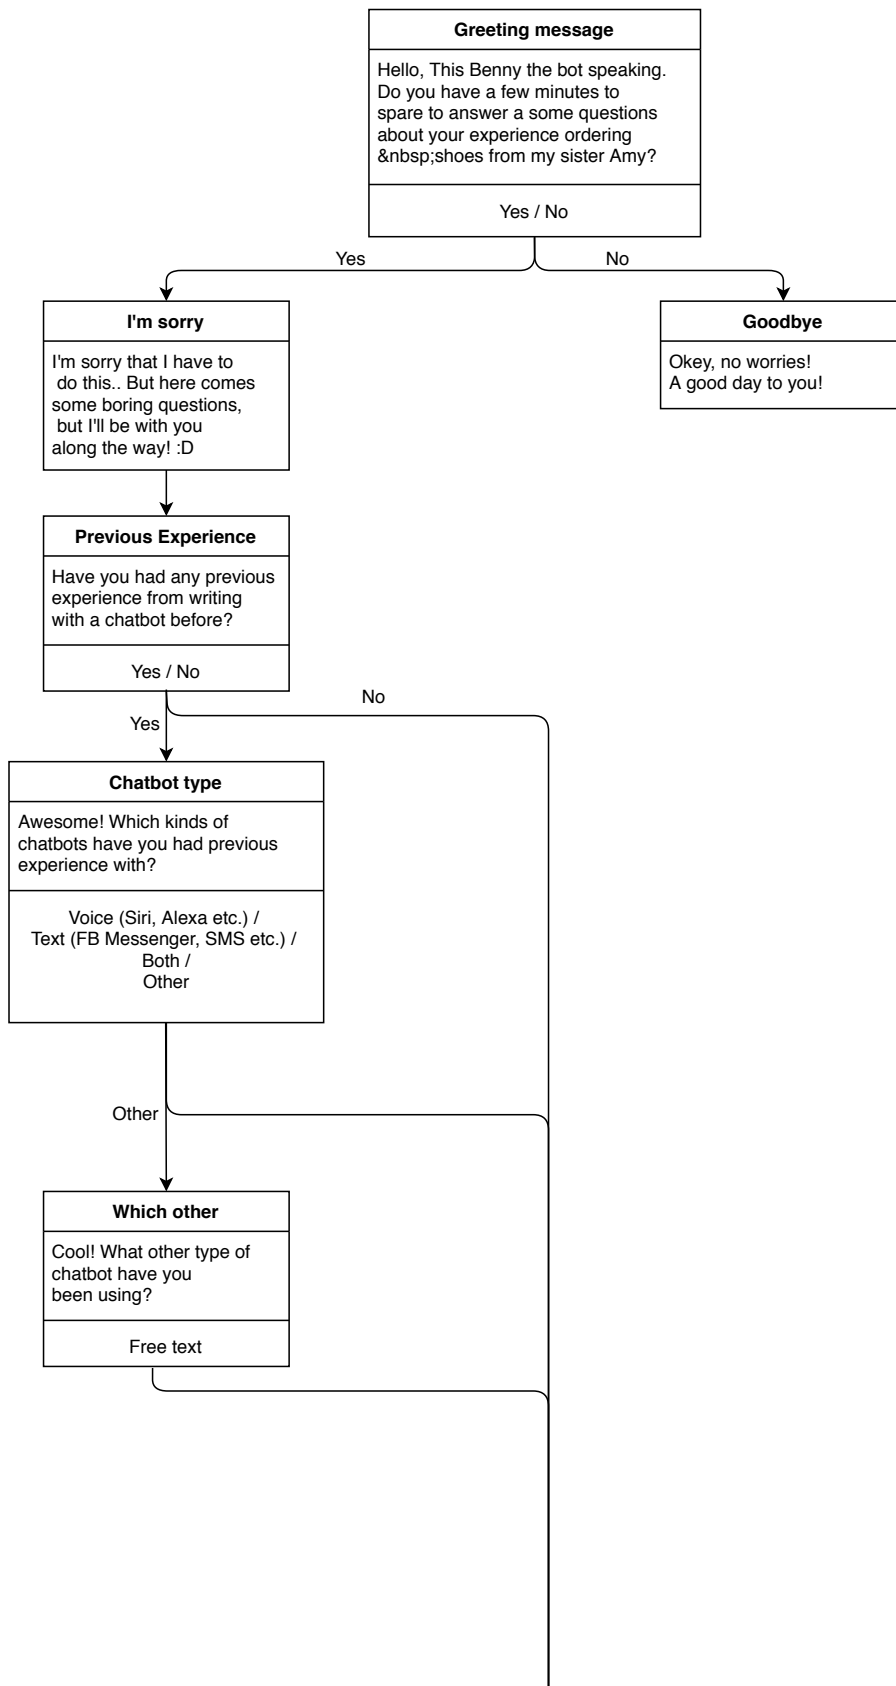 Greeting message
Hello, This Benny the bot speaking.
Do you have a few minutes to
spare to answer a some questions
about your experience ordering
&nbsp;shoes from my sister Amy?
Yes / No
Yes
No
I'm sorry
I'm sorry that I have to
do this.. But here comes
some boring questions,
but I'll be with you
along the way! :D
Goodbye
Okey, no worries!
A good day to you!
Previous Experience
Have you had any previous
experience from writing
with a chatbot before?
Yes / No
No
Yes
Chatbot type
Awesome! Which kinds of
chatbots have you had previous
experience with?
Voice (Siri, Alexa etc.) /
Text (FB Messenger, SMS etc.) /
Both /
Other
Other
Which other
Cool! What other type of
chatbot have you
been using?
Free text